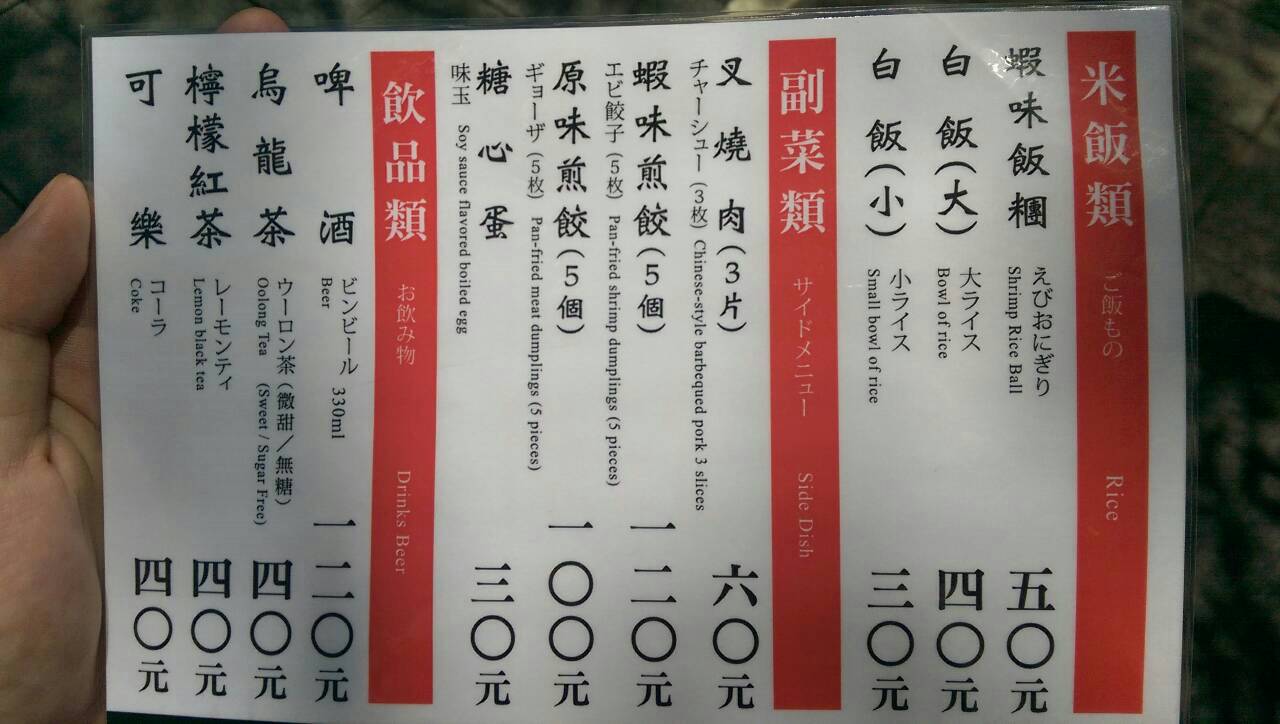 米飯類 ご飯もの Rice
蝦味飯糰 えびおにぎり 五〇元
Shrimp Rice Ball
白飯(大) 大ライス 四〇元
Bowl of rice
白飯(小) 小ライス 三〇元
Small bowl of rice
副菜類 サイドメニュー Side Dish
叉燒肉(3片) 六〇元
チャーシュー(3枚) Chinese-style barbequed pork 3 slices
蝦味煎餃(5個) 一二〇元
エビ餃子(5枚) Pan-fried shrimp dumplings (5 pieces)
原味煎餃(5個) 一〇〇元
ギョーザ(5枚) Pan-fried meat dumplings (5 pieces)
糖心蛋 三〇元
味玉 Soy sauce flavored boiled egg
飲品類 お飲み物 Drinks Beer
啤酒 ビンビール 330ml 一二〇元
Beer
烏龍茶 ウーロン茶(微甜/無糖) 四〇元
Oolong Tea (Sweet / Sugar Free)
檸檬紅茶 レーモンティ 四〇元
Lemon black tea
可樂 コーラ 四〇元
Coke